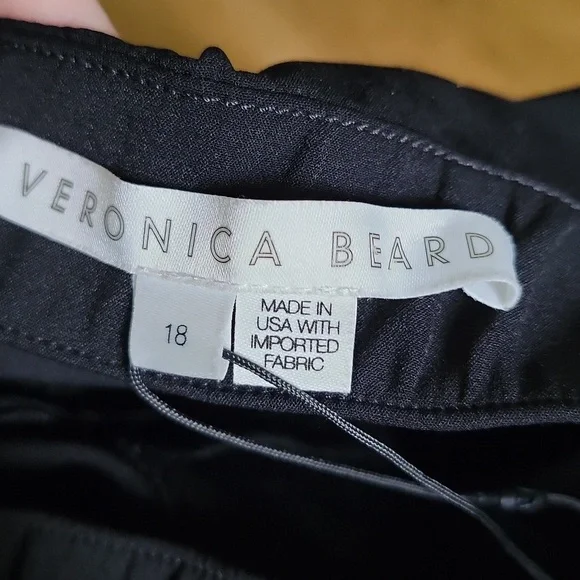 VERONICA BEARD
18
MADE IN
USA WITH
IMPORTED
FABRIC